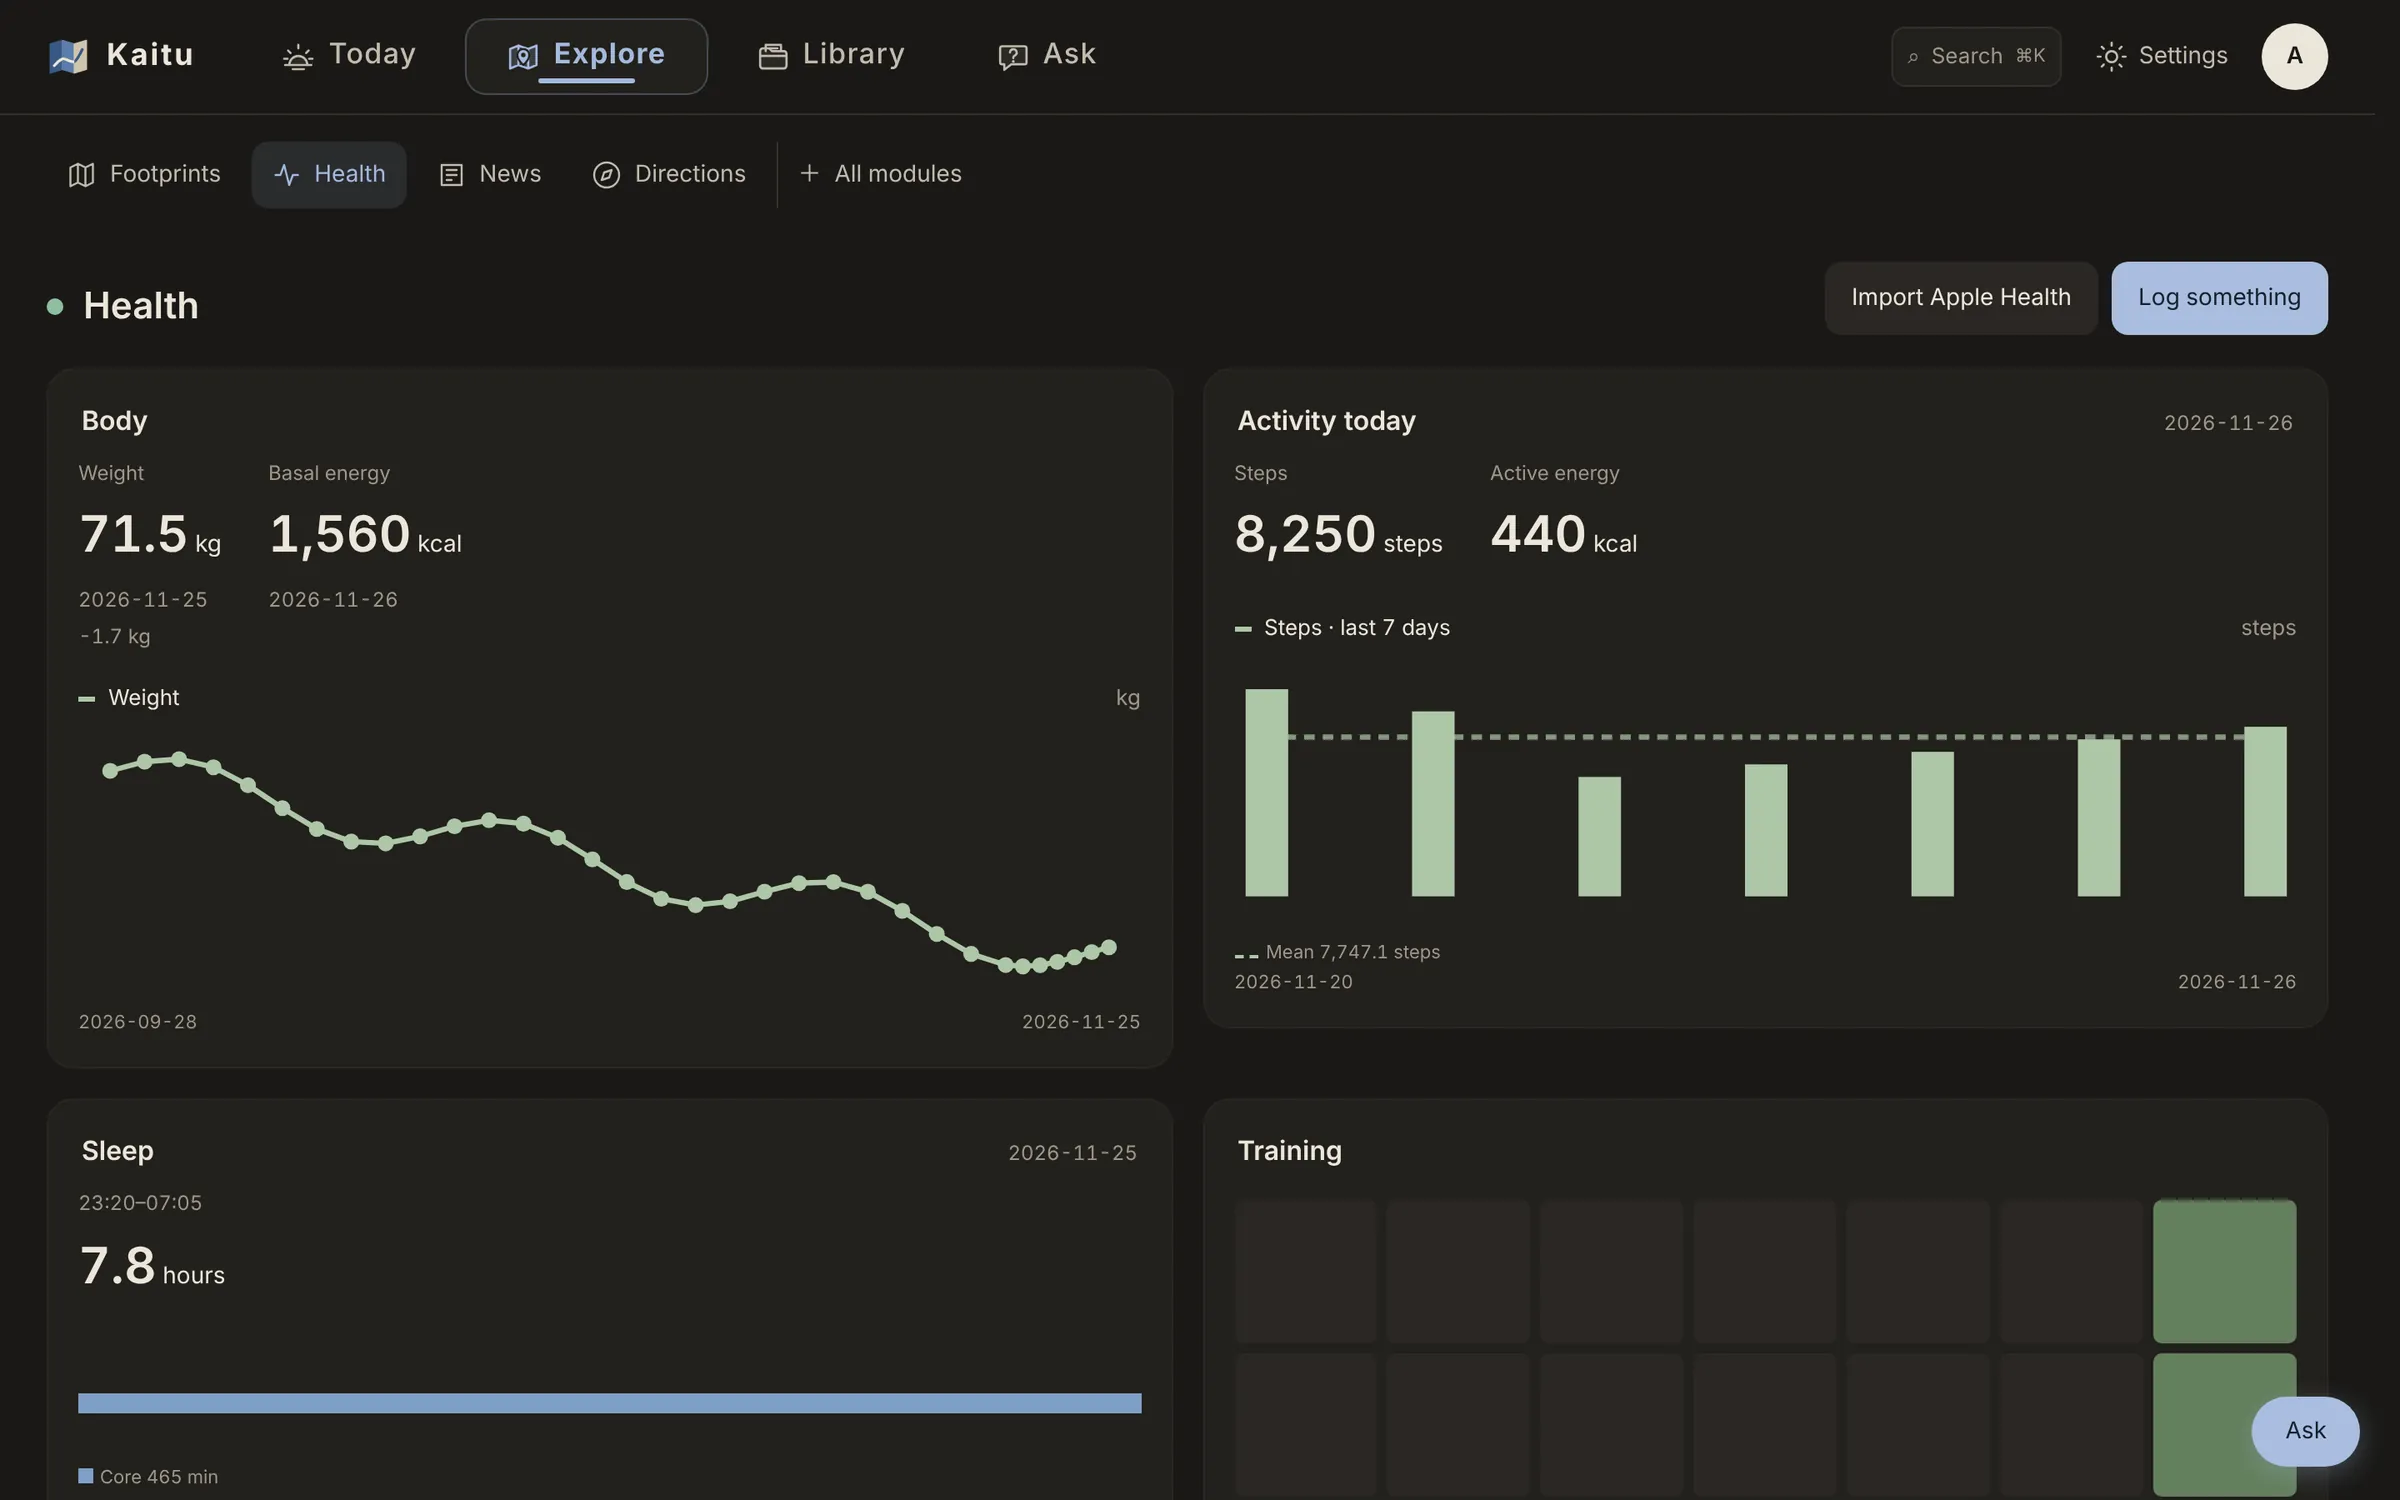 Kaitu
Today
Explore
Library
Ask
Search ⌘K
Settings
A
Footprints
Health
News
Directions
+ All modules
Health
Import Apple Health
Log something
Body
Weight
71.5 kg
2026-11-25
-1.7 kg
Basal energy
1,560 kcal
2026-11-26
Weight
kg
2026-09-28
2026-11-25
Activity today
2026-11-26
Steps
8,250 steps
Active energy
440 kcal
Steps · last 7 days
steps
Mean 7,747.1 steps
2026-11-20
2026-11-26
Sleep
2026-11-25
23:20–07:05
7.8 hours
Core 465 min
Training
Ask